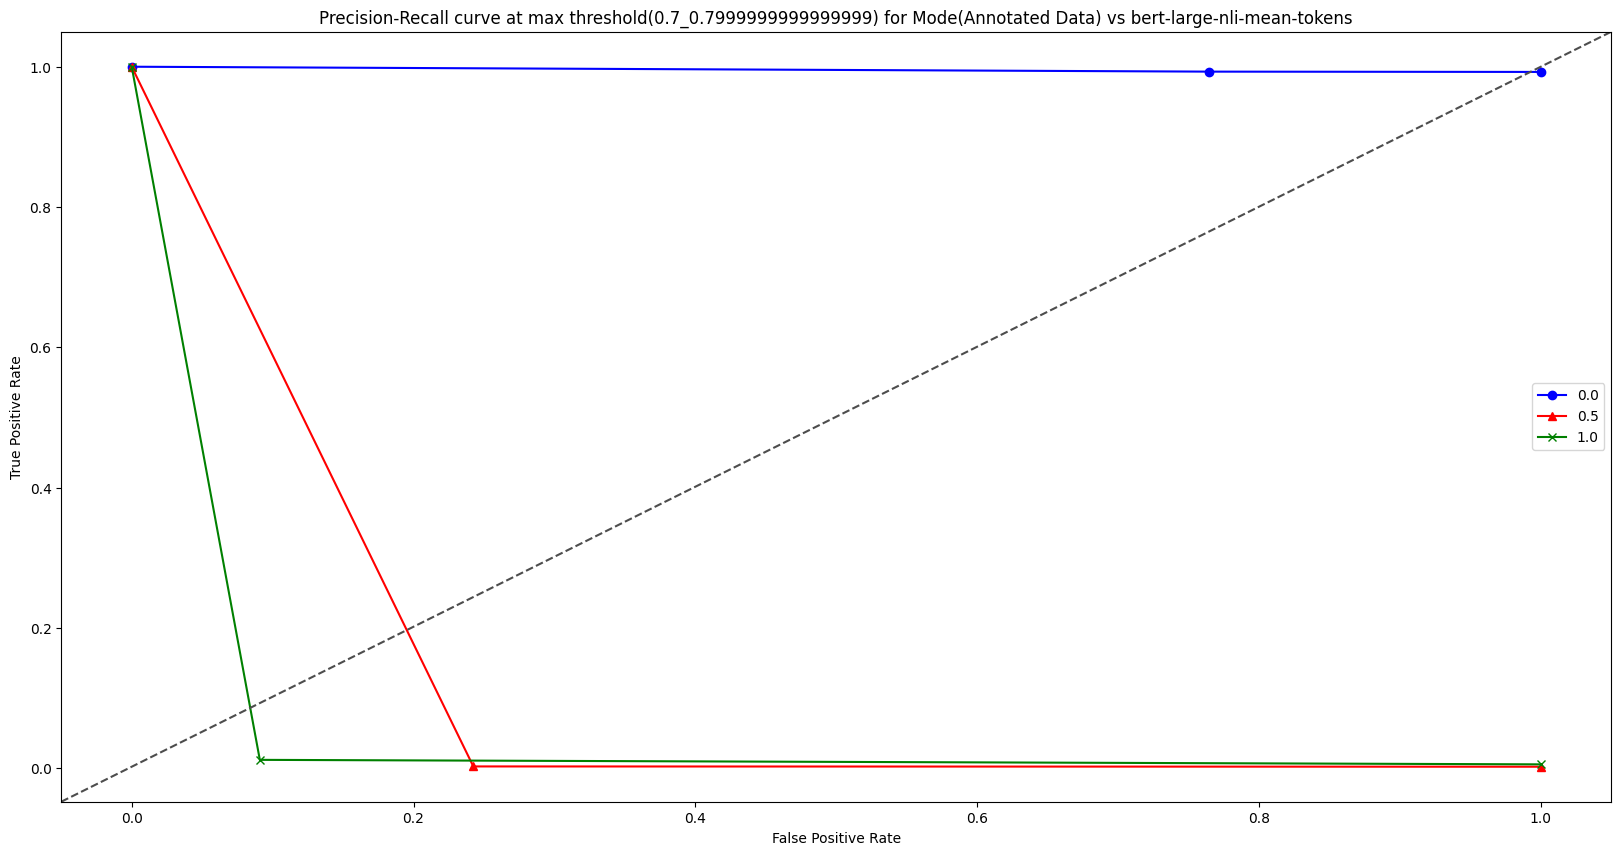 Precision-Recall curve at max threshold(0.7_0.7999999999999999) for Mode(Annotated Data) vs bert-large-nli-mean-tokens
1.0
0.8
0.6
0.4
0.2
0.0
True Positive Rate
0.0
0.5
1.0
0.0 0.2 0.4 0.6 0.8 1.0
False Positive Rate